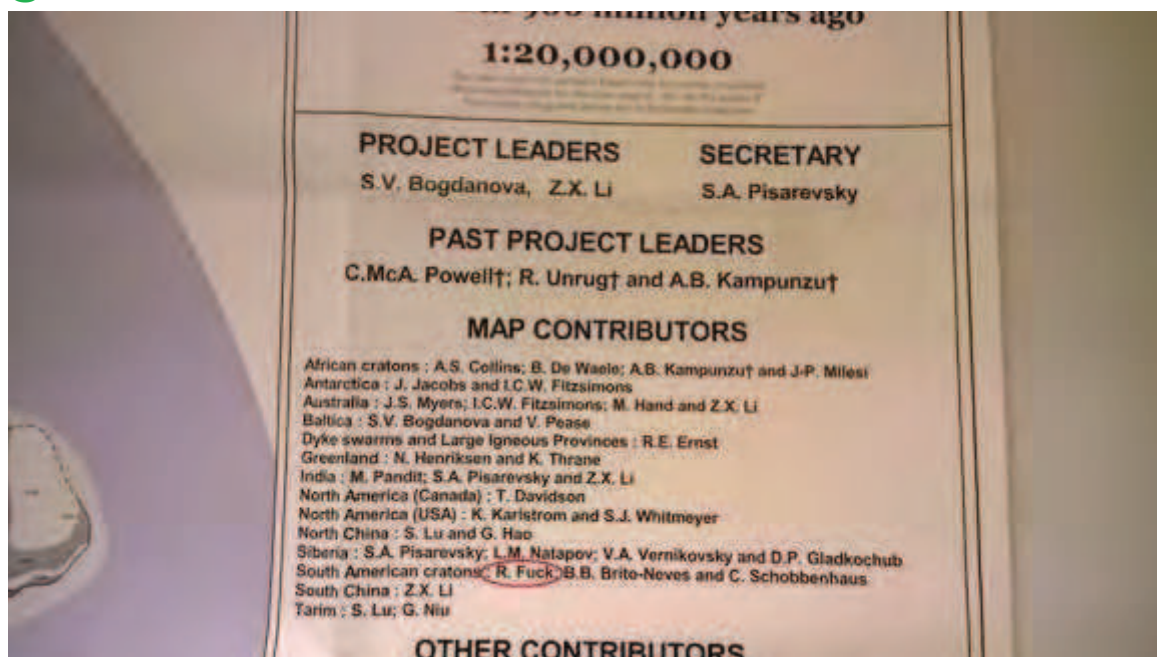 900 million years ago
1:20,000,000
PROJECT LEADERS SECRETARY
S.V. Bogdanova, Z.X. Li S.A. Pisarevsky
PAST PROJECT LEADERS
C.McA. Powell†; R. Unrug† and A.B. Kampunzu†
MAP CONTRIBUTORS
African cratons : A.S. Collins; B. De Waele; A.B. Kampunzu† and J-P. Milesi
Antarctica : J. Jacobs and I.C.W. Fitzsimons
Australia : J.S. Myers; I.C.W. Fitzsimons; M. Hand and Z.X. Li
Baltica : S.V. Bogdanova and V. Pease
Dyke swarms and Large Igneous Provinces : R.E. Ernst
Greenland : N. Henriksen and K. Thrane
India : M. Pandit; S.A. Pisarevsky and Z.X. Li
North America (Canada) : T. Davidson
North America (USA) : K. Karlstrom and S.J. Whitmeyer
North China : S. Lu and G. Hao
Siberia : S.A. Pisarevsky; L.M. Natapov; V.A. Vernikovsky and D.P. Gladkochub
South American cratons : R. Fuck; B.B. Brito-Neves and C. Schobbenhaus
South China : Z.X. Li
Tarim : S. Lu; G. Niu
OTHER CONTRIBUTORS